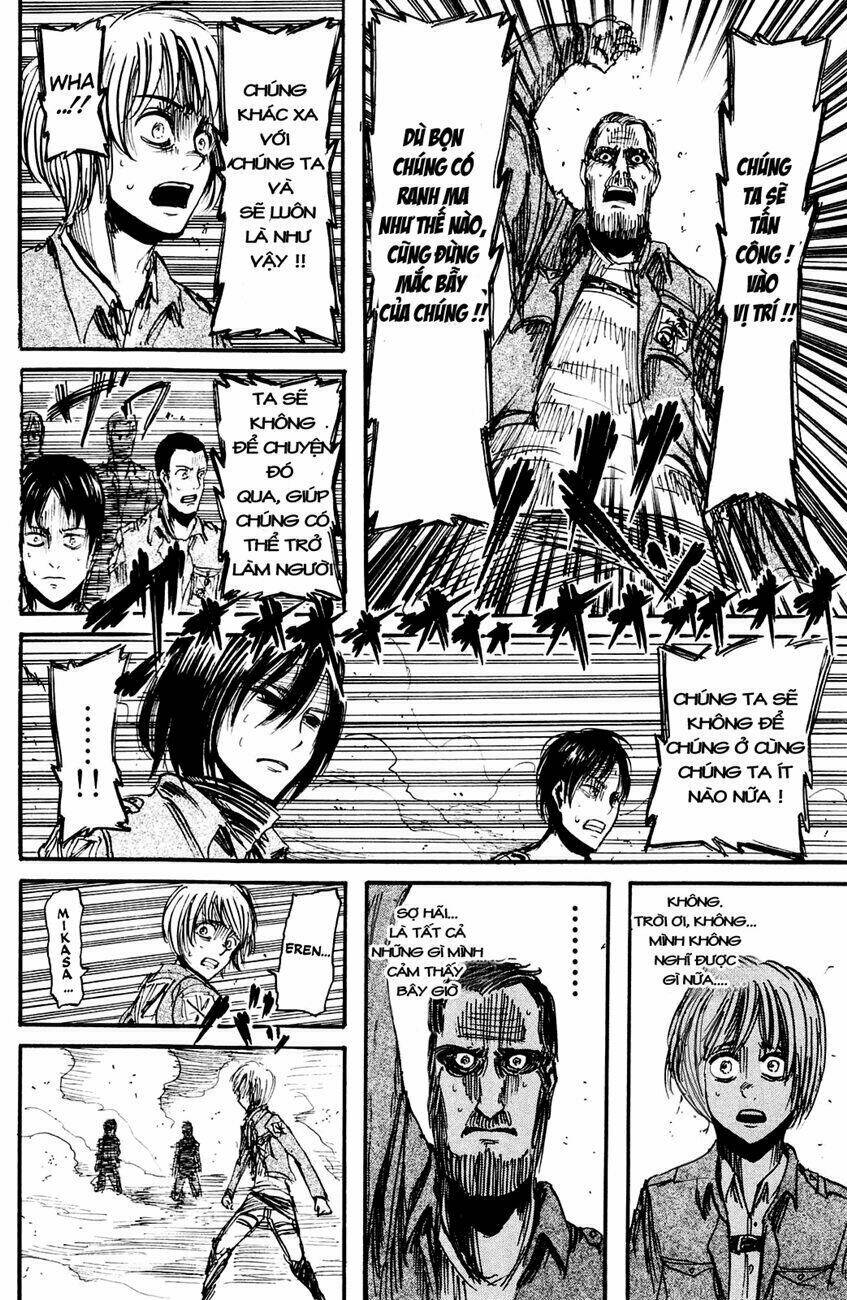 CHÚNG
TA SẼ
TẤN
CÔNG !
VÀO
VỊ TRÍ !!
DÙ BỌN
CHÚNG CÓ
RANH MA
NHƯ THẾ NÀO,
CŨNG ĐỪNG
MẮC BẪY
CỦA CHÚNG !!
CHÚNG
KHÁC XA
VỚI
CHÚNG TA
VÀ
SẼ LUÔN
LÀ NHƯ
VẬY !!
WHA
...!!
TA SẼ
KHÔNG
ĐỂ CHUYỆN
ĐÓ
QUA, GIÚP
CHÚNG CÓ
THỂ TRỞ
LÀM NGƯỜI
CHÚNG TA SẼ
KHÔNG ĐỂ
CHÚNG Ở CÙNG
CHÚNG TA ÍT
NÀO NỮA !
.....!!
KHÔNG.
TRỜI ƠI, KHÔNG...
MÌNH KHÔNG
NGHĨ ĐƯỢC
GÌ NỮA....
......
SỢ HÃI...
LÀ TẤT CẢ
NHỮNG GÌ MÌNH
CẢM THẤY
BÂY GIỜ
EREN...
MIKASA...